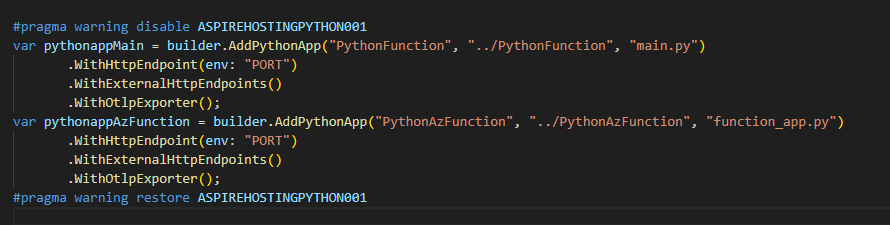 #pragma warning disable ASPIREHOSTINGPYTHON001
var pythonappMain = builder.AddPythonApp("PythonFunction", "../PythonFunction", "main.py")
.WithHttpEndpoint(env: "PORT")
.WithExternalHttpEndpoints()
.WithOtlpExporter();
var pythonappAzFunction = builder.AddPythonApp("PythonAzFunction", "../PythonAzFunction", "function_app.py")
.WithHttpEndpoint(env: "PORT")
.WithExternalHttpEndpoints()
.WithOtlpExporter();
#pragma warning restore ASPIREHOSTINGPYTHON001